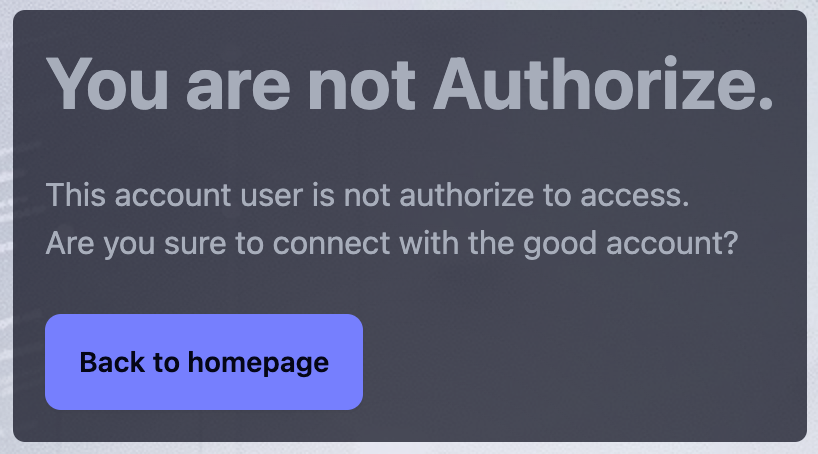 You are not Authorize.
This account user is not authorize to access.
Are you sure to connect with the good account?
Back to homepage